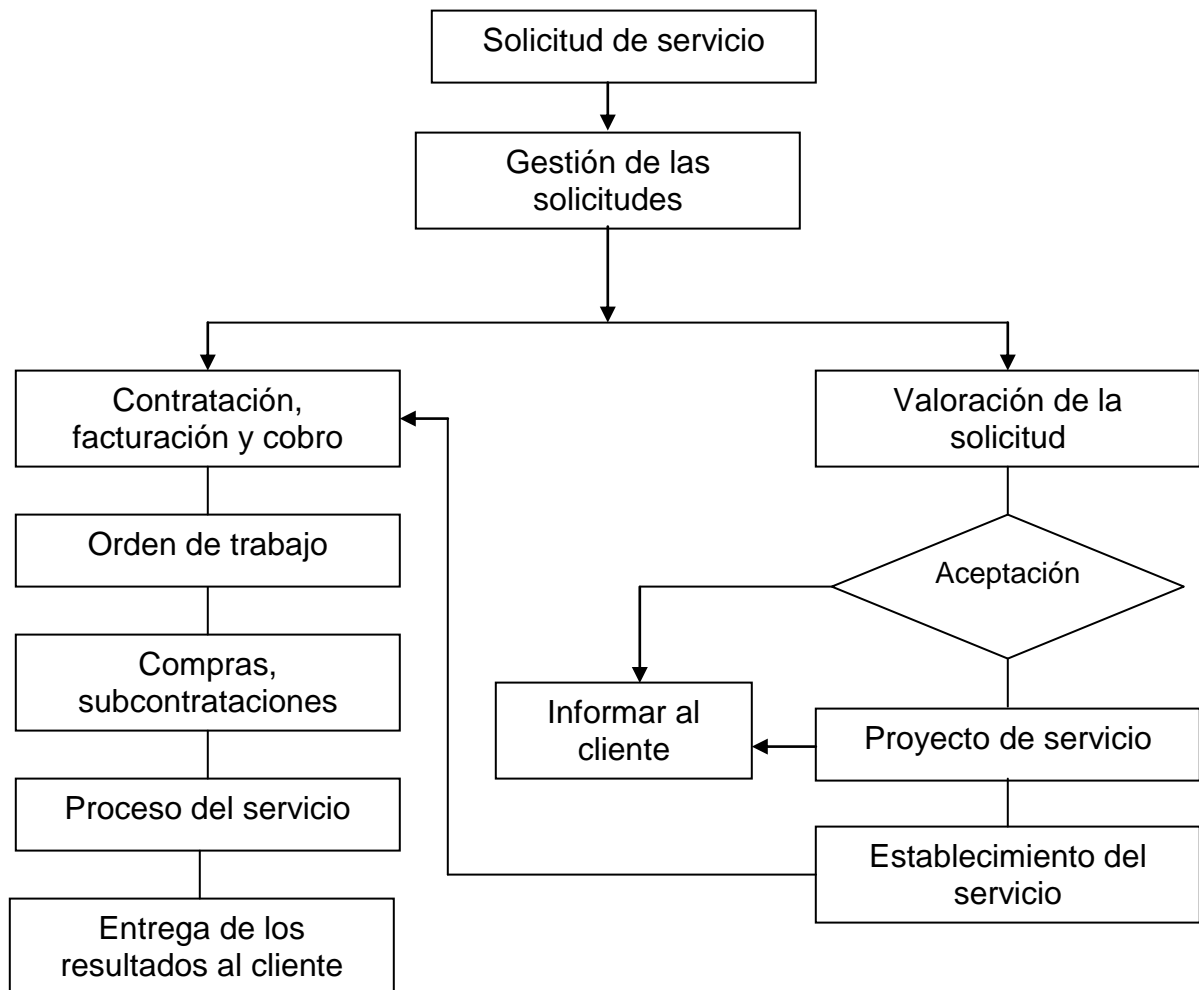 Solicitud de servicio
Gestión de las
solicitudes
Contratación,
facturación y cobro
Valoración de la
solicitud
Orden de trabajo
Aceptación
Compras,
subcontrataciones
Informar al
cliente
Proyecto de servicio
Proceso del servicio
Establecimiento del
servicio
Entrega de los
resultados al cliente